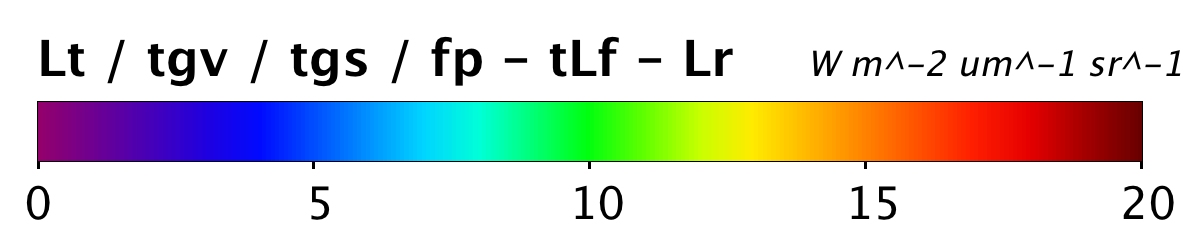 Lt / tgv / tgs / fp − tLf − Lr W m^−2 um^−1 sr^−1
0 5 10 15 20